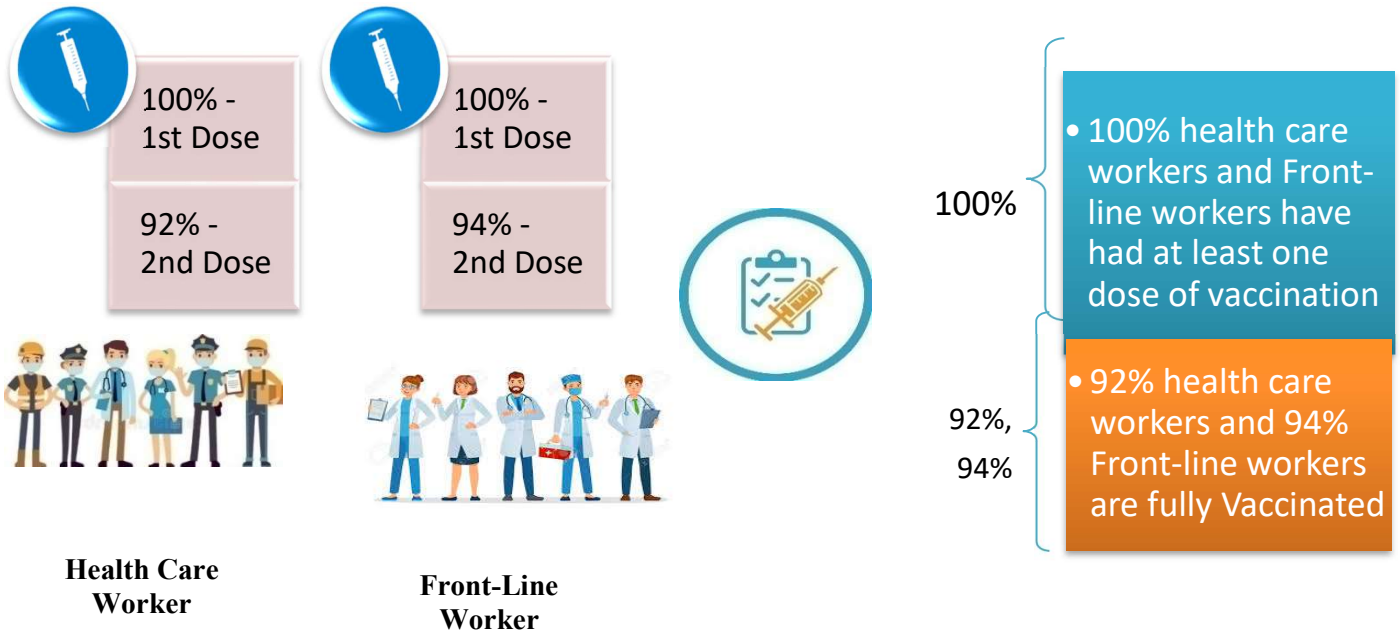 100% -
1st Dose
92% -
2nd Dose
Health Care
Worker
100% -
1st Dose
94% -
2nd Dose
Front-Line
Worker
100%
• 100% health care
workers and Front-
line workers have
had at least one
dose of vaccination
92%,
94%
• 92% health care
workers and 94%
Front-line workers
are fully Vaccinated